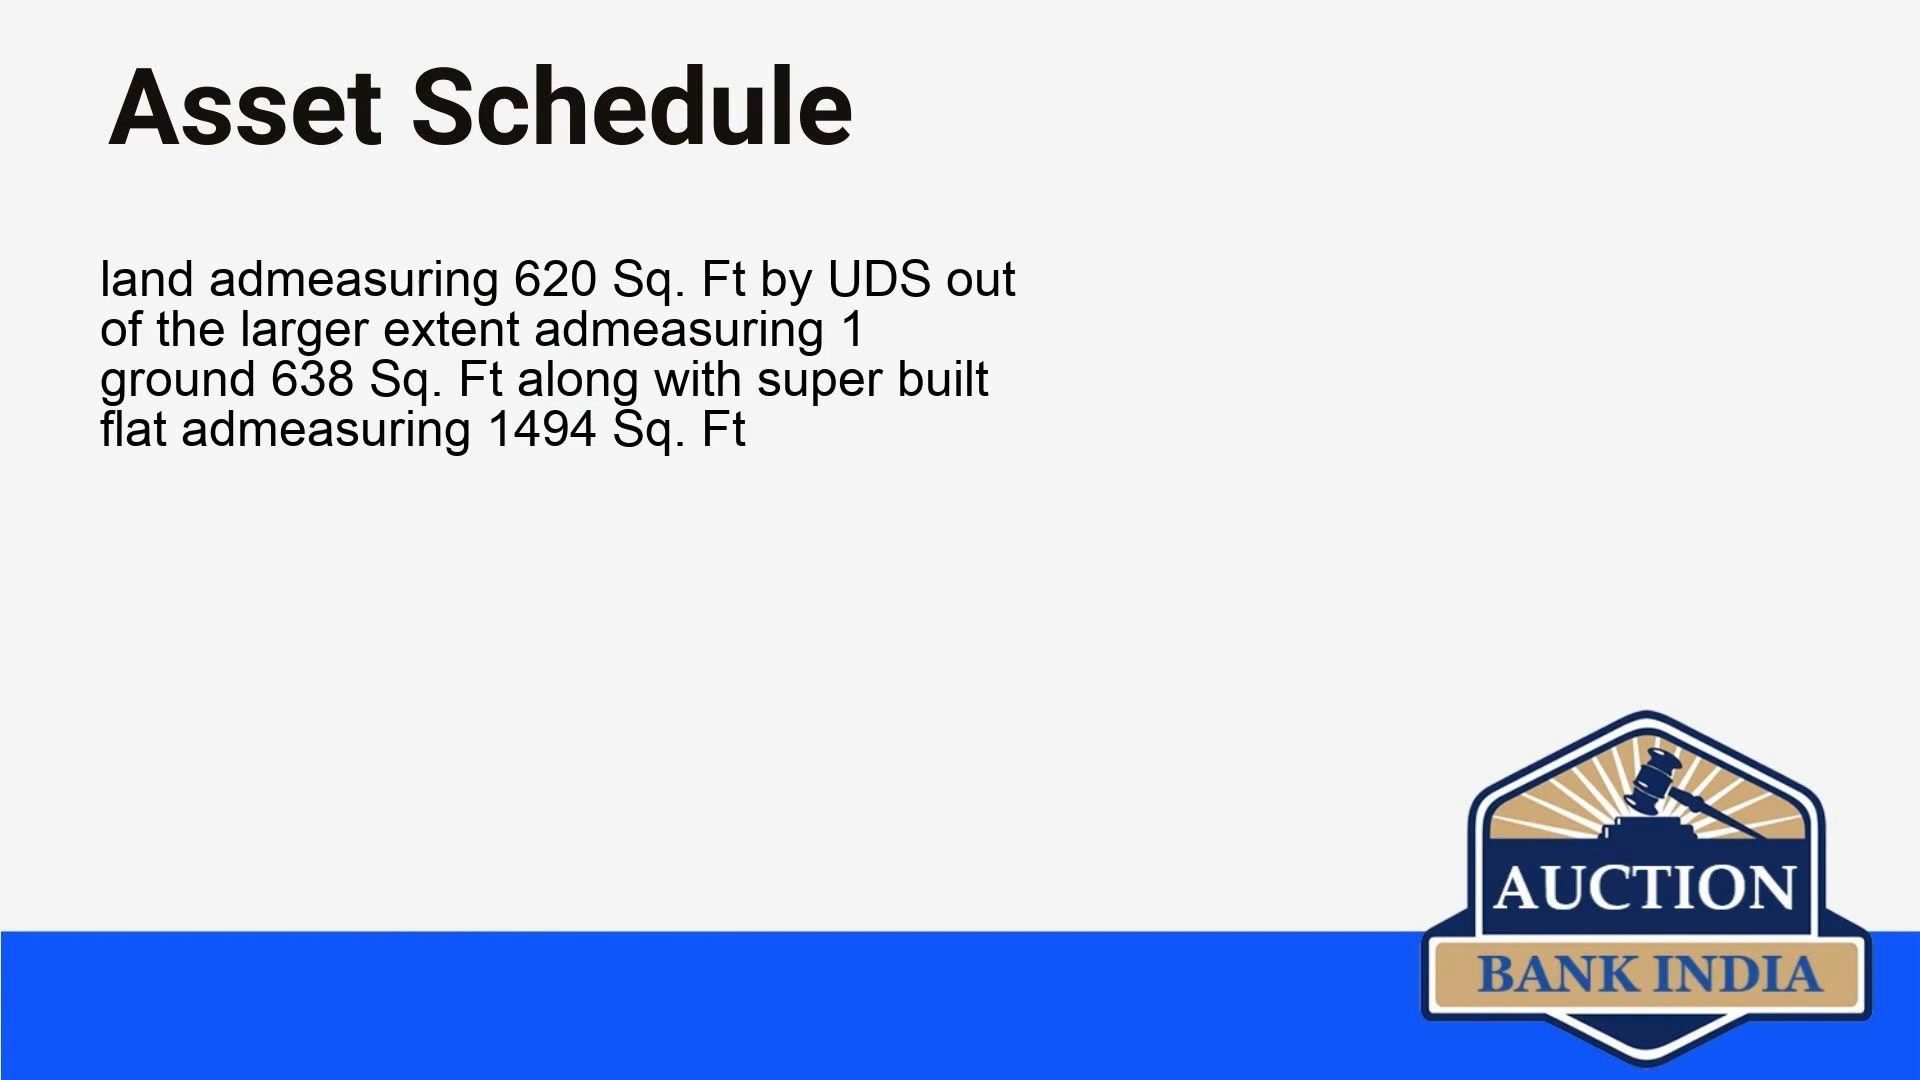 Asset Schedule
land admeasuring 620 Sq. Ft by UDS out
of the larger extent admeasuring 1
ground 638 Sq. Ft along with super built
flat admeasuring 1494 Sq. Ft
AUCTION
BANK INDIA